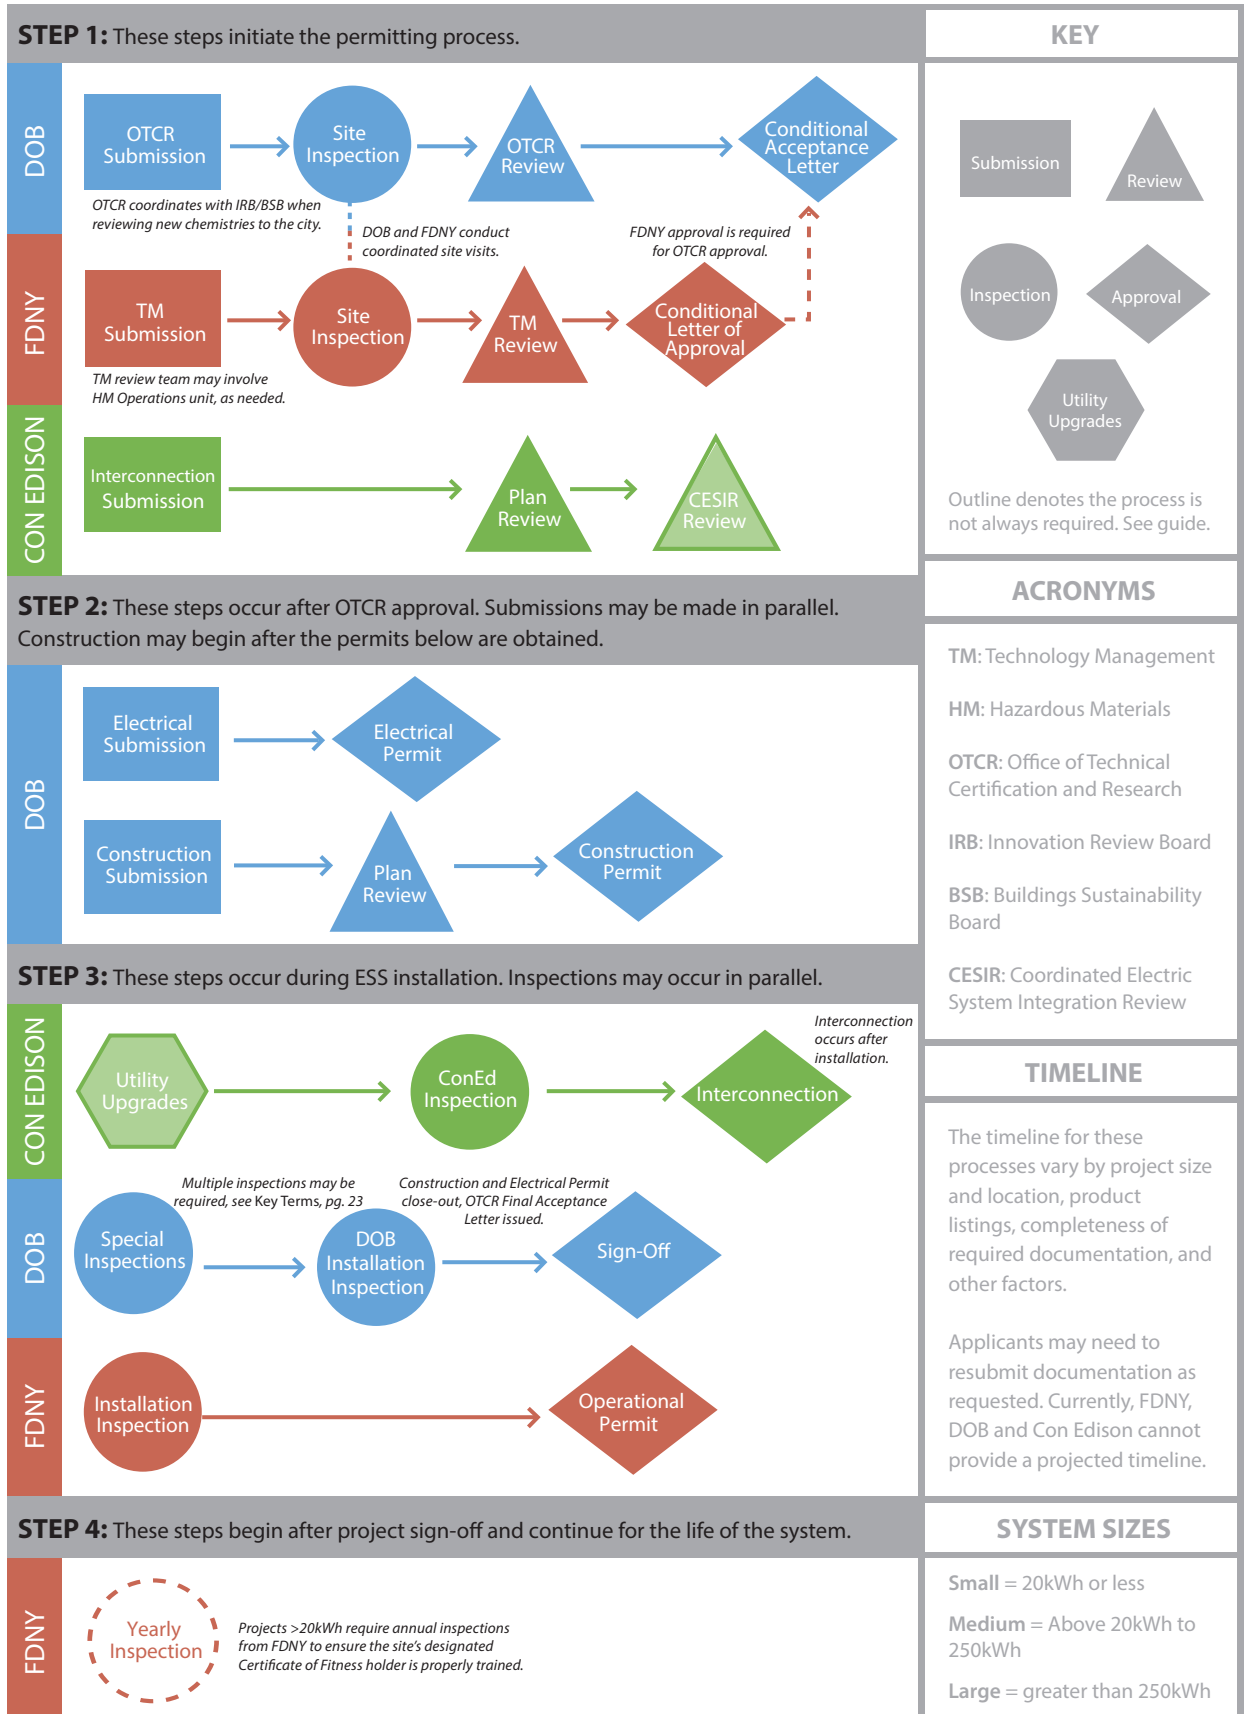 STEP 1: These steps initiate the permitting process.
DOB
OTCR
Submission
Site
Inspection
OTCR
Review
Conditional
Acceptance
Letter
OTCR coordinates with IRB/BSB when
reviewing new chemistries to the city.
DOB and FDNY conduct
coordinated site visits.
FDNY approval is required
for OTCR approval.
FDNY
TM
Submission
Site
Inspection
TM
Review
Conditional
Letter of
Approval
TM review team may involve
HM Operations unit, as needed.
CON EDISON
Interconnection
Submission
Plan
Review
CESIR
Review
STEP 2: These steps occur after OTCR approval. Submissions may be made in parallel.
Construction may begin after the permits below are obtained.
DOB
Electrical
Submission
Electrical
Permit
Construction
Submission
Plan
Review
Construction
Permit
STEP 3: These steps occur during ESS installation. Inspections may occur in parallel.
CON EDISON
Utility
Upgrades
ConEd
Inspection
Interconnection
Interconnection
occurs after
installation.
DOB
Special
Inspections
Multiple inspections may be
required, see Key Terms, pg. 23
DOB
Installation
Inspection
Construction and Electrical Permit
close-out, OTCR Final Acceptance
Letter issued.
Sign-Off
FDNY
Installation
Inspection
Operational
Permit
STEP 4: These steps begin after project sign-off and continue for the life of the system.
FDNY
Yearly
Inspection
Projects >20kWh require annual inspections
from FDNY to ensure the site's designated
Certificate of Fitness holder is properly trained.
KEY
Submission
Review
Inspection
Approval
Utility
Upgrades
Outline denotes the process is
not always required. See guide.
ACRONYMS
TM: Technology Management
HM: Hazardous Materials
OTCR: Office of Technical
Certification and Research
IRB: Innovation Review Board
BSB: Buildings Sustainability
Board
CESIR: Coordinated Electric
System Integration Review
TIMELINE
The timeline for these
processes vary by project size
and location, product
listings, completeness of
required documentation, and
other factors.
Applicants may need to
resubmit documentation as
requested. Currently, FDNY,
DOB and Con Edison cannot
provide a projected timeline.
SYSTEM SIZES
Small = 20kWh or less
Medium = Above 20kWh to
250kWh
Large = greater than 250kWh